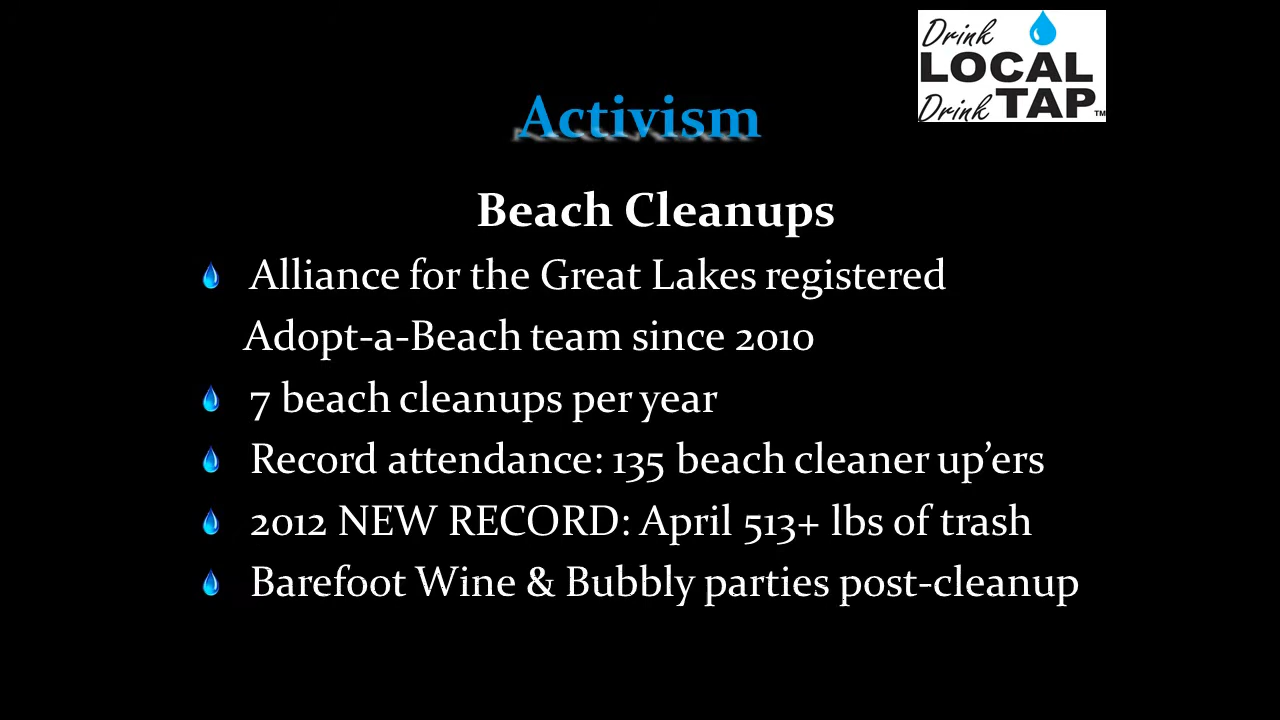 Drink
LOCAL
Drink TAP™
Activism
Beach Cleanups
Alliance for the Great Lakes registered
Adopt-a-Beach team since 2010
7 beach cleanups per year
Record attendance: 135 beach cleaner up’ers
2012 NEW RECORD: April 513+ lbs of trash
Barefoot Wine & Bubbly parties post-cleanup